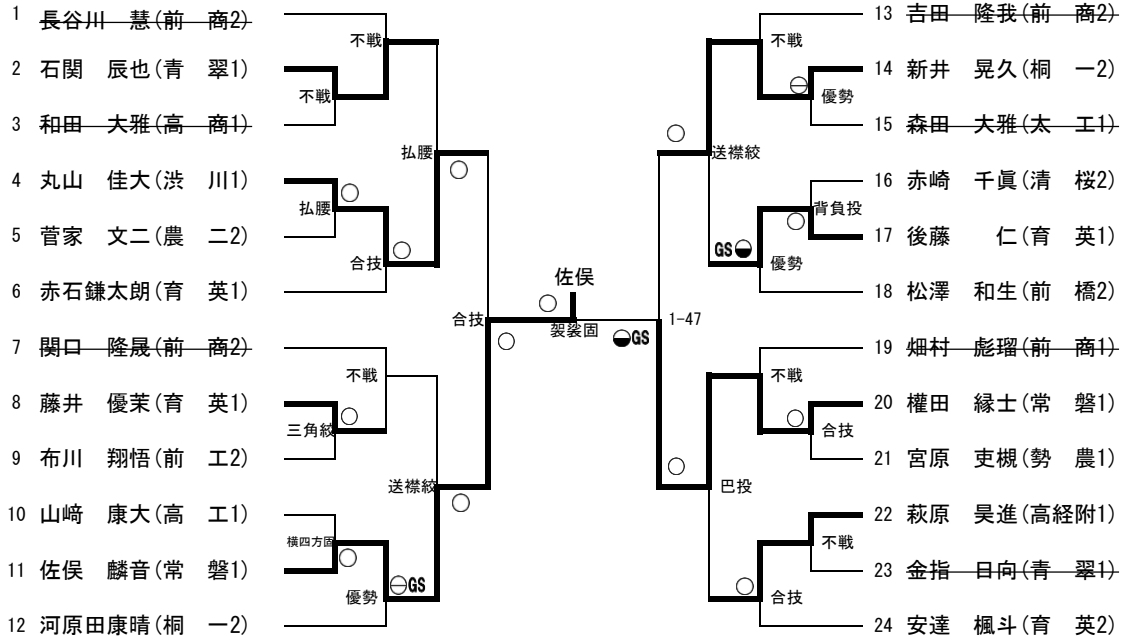 1 長谷川 慧(前 商2)
2 石関 辰也(青 翠1)
3 和田 大雅(高 商1)
4 丸山 佳大(渋 川1)
5 菅家 文二(農 二2)
6 赤石鎌太朗(育 英1)
7 関口 隆晟(前 商2)
8 藤井 優茉(育 英1)
9 布川 翔悟(前 工2)
10 山﨑 康大(高 工1)
11 佐俣 麟音(常 磐1)
12 河原田康晴(桐 一2)
不戦
不戦
払腰
払腰
合技
合技
不戦
三角絞
送襟絞
横四方固
GS
優勢
佐俣
袈裟固
GS
1-47
不戦
優勢
送襟絞
背負投
GS
優勢
不戦
合技
巴投
不戦
合技
13 吉田 隆我(前 商2)
14 新井 晃久(桐 一2)
15 森田 大雅(太 工1)
16 赤崎 千眞(清 桜2)
17 後藤 仁(育 英1)
18 松澤 和生(前 橋2)
19 畑村 彪瑠(前 商1)
20 權田 縁士(常 磐1)
21 宮原 吏槻(勢 農1)
22 萩原 昊進(高経附1)
23 金指 日向(青 翠1)
24 安達 楓斗(育 英2)